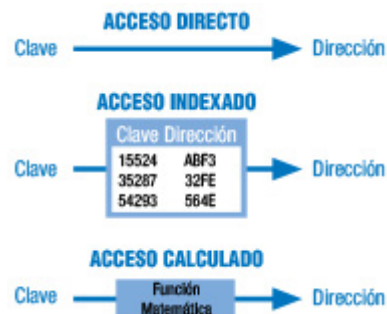 ACCESO DIRECTO
Clave Dirección
ACCESO INDEXADO
Clave Dirección
15524 ABF3
Clave 35287 32FE Dirección
54293 564E
ACCESO CALCULADO
Función
Clave Dirección
Matemática